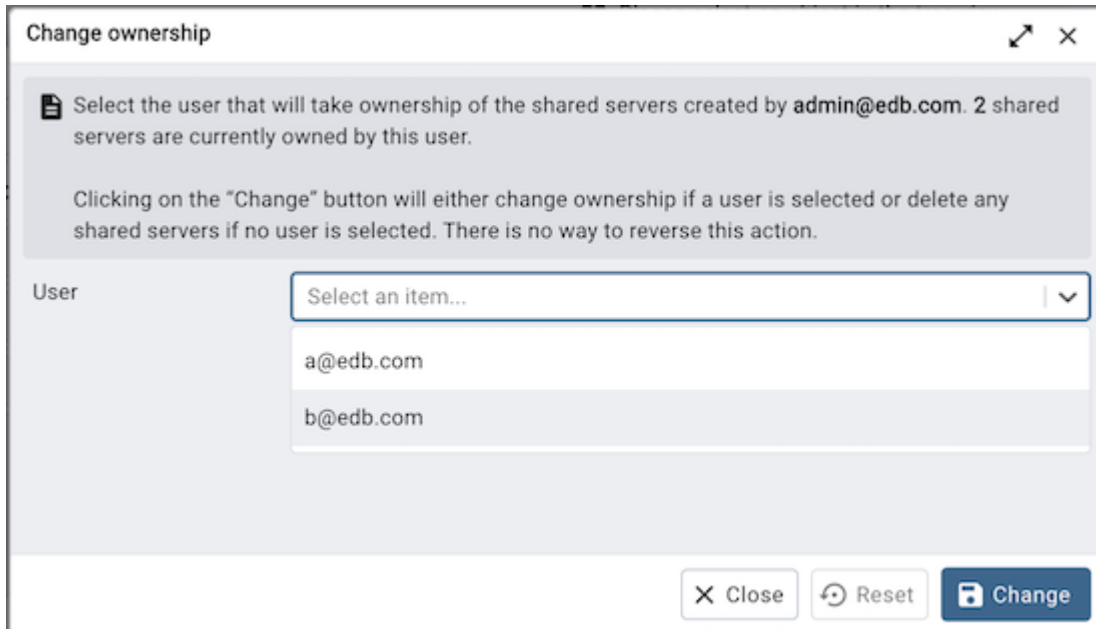 Change ownership
Select the user that will take ownership of the shared servers created by admin@edb.com. 2 shared
servers are currently owned by this user.
Clicking on the “Change” button will either change ownership if a user is selected or delete any
shared servers if no user is selected. There is no way to reverse this action.
User
Select an item...
a@edb.com
b@edb.com
Close
Reset
Change